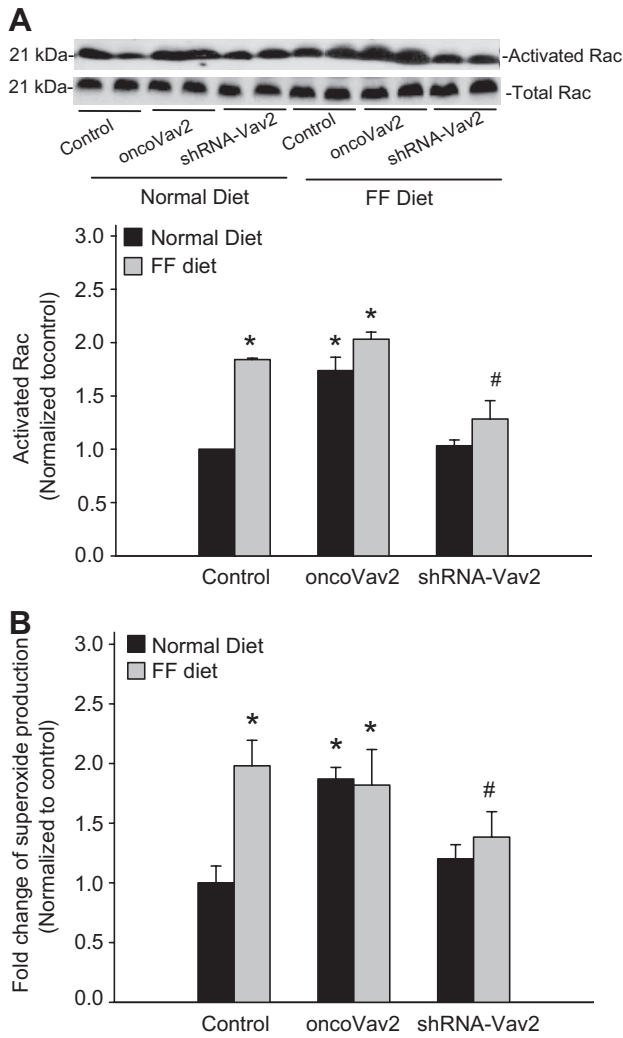 A
21 kDa-
-Activated Rac
21 kDa-
-Total Rac
Control
oncoVav2
shRNA-Vav2
Control
oncoVav2
shRNA-Vav2
Normal Diet
FF Diet
3.0
2.5
2.0
1.5
1.0
0.5
0.0
Activated Rac
(Normalized tocontrol)
Normal Diet
FF diet
*
*
*
#
Control
oncoVav2
shRNA-Vav2
B
3.0
2.5
2.0
1.5
1.0
0.5
0.0
Fold change of superoxide production
(Normalized to control)
Normal Diet
FF diet
*
*
*
#
Control
oncoVav2
shRNA-Vav2